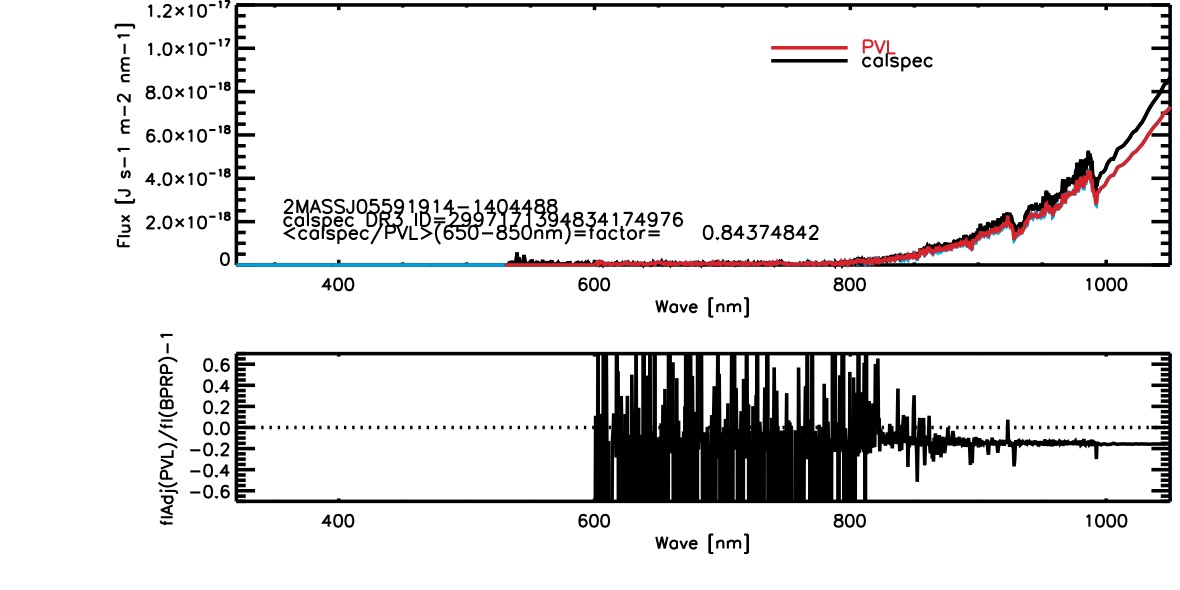 1.2×10−17
1.0×10−17
8.0×10−18
6.0×10−18
4.0×10−18
2.0×10−18
0
Flux [J s−1 m−2 nm−1]
PVL
calspec
2MASSJ05591914−1404488
calspec DR3 ID=2997171394834174976
<calspec/PVL>(650−850nm)=factor= 0.84374842
400 600 800 1000
Wave [nm]
flAdj(PVL)/fl(BPRP)−1
0.6
0.4
0.2
0.0
−0.2
−0.4
−0.6
400 600 800 1000
Wave [nm]